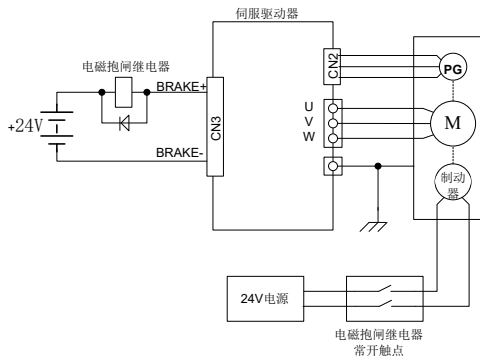 伺服驱动器
电磁抱闸继电器
BRAKE+
+24V
BRAKE-
CN3
CN2
U
V
W
PG
M
制动
器
24V电源
电磁抱闸继电器
常开触点